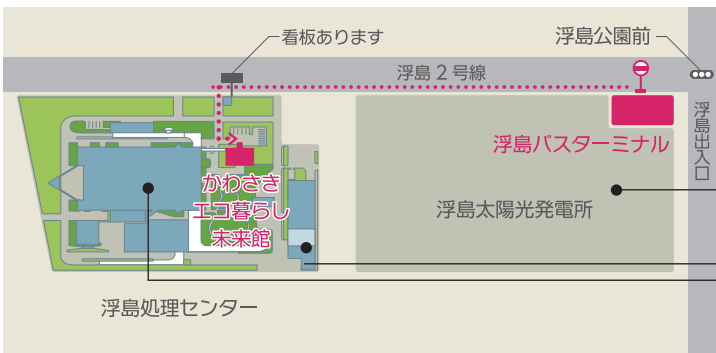 看板あります
浮島公園前
浮島2号線
浮島出入口
浮島バスターミナル
かわさき
エコ暮らし
未来館
浮島太陽光発電所
浮島処理センター